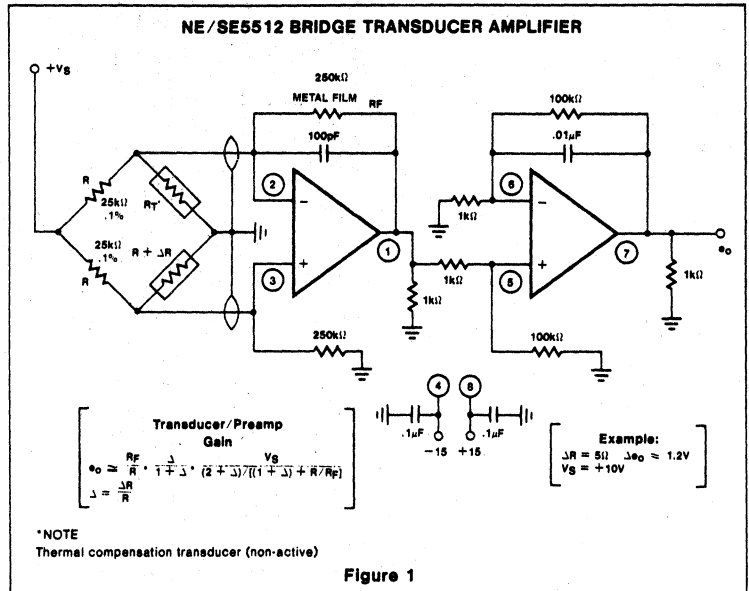 NE/SE5512 BRIDGE TRANSDUCER AMPLIFIER
+VS
250kΩ
METAL FILM RF
100pF
100kΩ
.01µF
R
25kΩ
.1%
RT*
25kΩ
.1%
R
R + ΔR
2
−
3
+
1
1kΩ
6
−
5
+
7
eo
1kΩ
1kΩ
1kΩ
250kΩ
100kΩ
4
8
.1µF
−15
+15
.1µF
Transducer/Preamp
Gain
eo ≃ RF/R · Δ/1 + Δ · VS/(2 + Δ)/[(1 + Δ) + R/RF]
Δ = ΔR/R
Example:
ΔR = 5Ω Δeo = 1.2V
VS = +10V
*NOTE
Thermal compensation transducer (non-active)
Figure 1